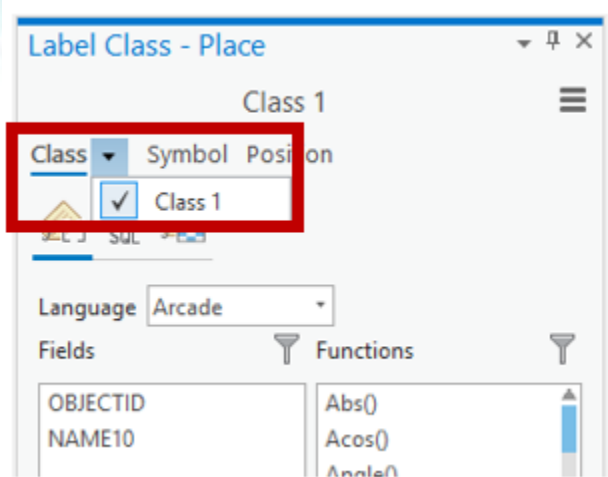 Label Class - Place
Class 1
Class Symbol Position
Class 1
SQL
Language Arcade
Fields Functions
OBJECTID Abs()
NAME10 Acos()
Angle()